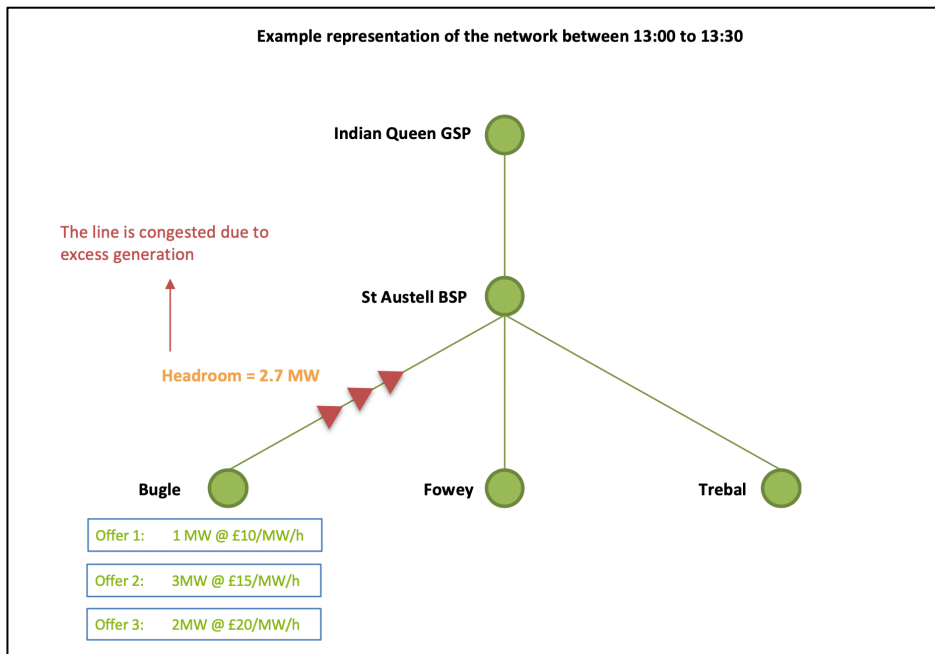 Example representation of the network between 13:00 to 13:30
Indian Queen GSP
The line is congested due to
excess generation
St Austell BSP
Headroom = 2.7 MW
Bugle
Fowey
Trebal
Offer 1: 1 MW @ £10/MW/h
Offer 2: 3MW @ £15/MW/h
Offer 3: 2MW @ £20/MW/h